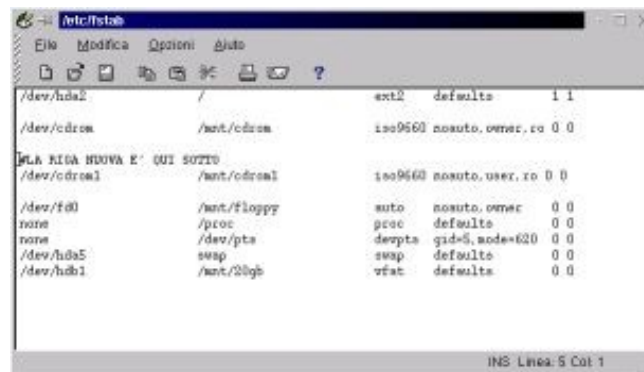 /etc/fstab
File Modifica Opzioni Aiuto
/dev/hda2 / ext2 defaults 1 1
/dev/cdrom /mnt/cdrom iso9660 noauto,owner,ro 0 0
#LA RIGA NUOVA E' QUI SOTTO
/dev/cdrom1 /mnt/cdrom1 iso9660 noauto,user,ro 0 0
/dev/fd0 /mnt/floppy auto noauto,owner 0 0
none /proc proc defaults 0 0
none /dev/pts devpts gid=5,mode=620 0 0
/dev/hda5 swap swap defaults 0 0
/dev/hdb1 /mnt/20gb vfat defaults 0 0
INS Linea: 5 Col: 1